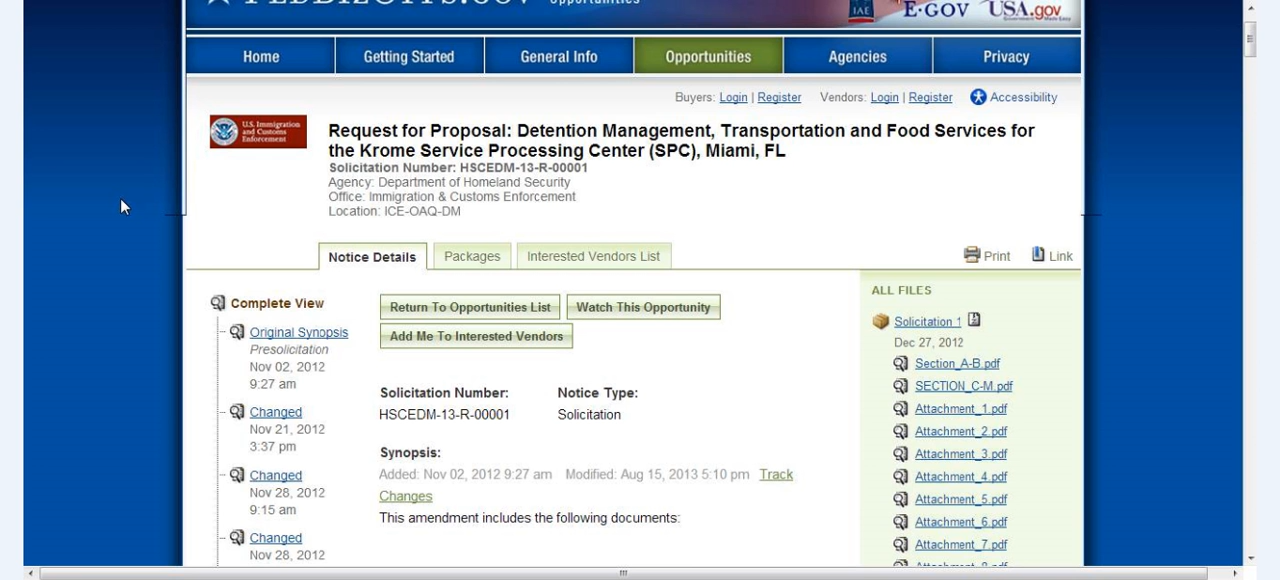 E-GOV USA.gov
IAE
Home Getting Started General Info Opportunities Agencies Privacy
Buyers: Login | Register Vendors: Login | Register Accessibility
U.S. Immigration
and Customs
Enforcement
Request for Proposal: Detention Management, Transportation and Food Services for
the Krome Service Processing Center (SPC), Miami, FL
Solicitation Number: HSCEDM-13-R-00001
Agency: Department of Homeland Security
Office: Immigration & Customs Enforcement
Location: ICE-OAQ-DM
Notice Details Packages Interested Vendors List Print Link
Complete View
Original Synopsis
Presolicitation
Nov 02, 2012
9:27 am
Changed
Nov 21, 2012
3:37 pm
Changed
Nov 28, 2012
9:15 am
Changed
Nov 28, 2012
Return To Opportunities List Watch This Opportunity
Add Me To Interested Vendors
Solicitation Number: Notice Type:
HSCEDM-13-R-00001 Solicitation
Synopsis:
Added: Nov 02, 2012 9:27 am Modified: Aug 15, 2013 5:10 pm Track
Changes
This amendment includes the following documents:
ALL FILES
Solicitation 1
Dec 27, 2012
Section_A-B.pdf
SECTION_C-M.pdf
Attachment_1.pdf
Attachment_2.pdf
Attachment_3.pdf
Attachment_4.pdf
Attachment_5.pdf
Attachment_6.pdf
Attachment_7.pdf